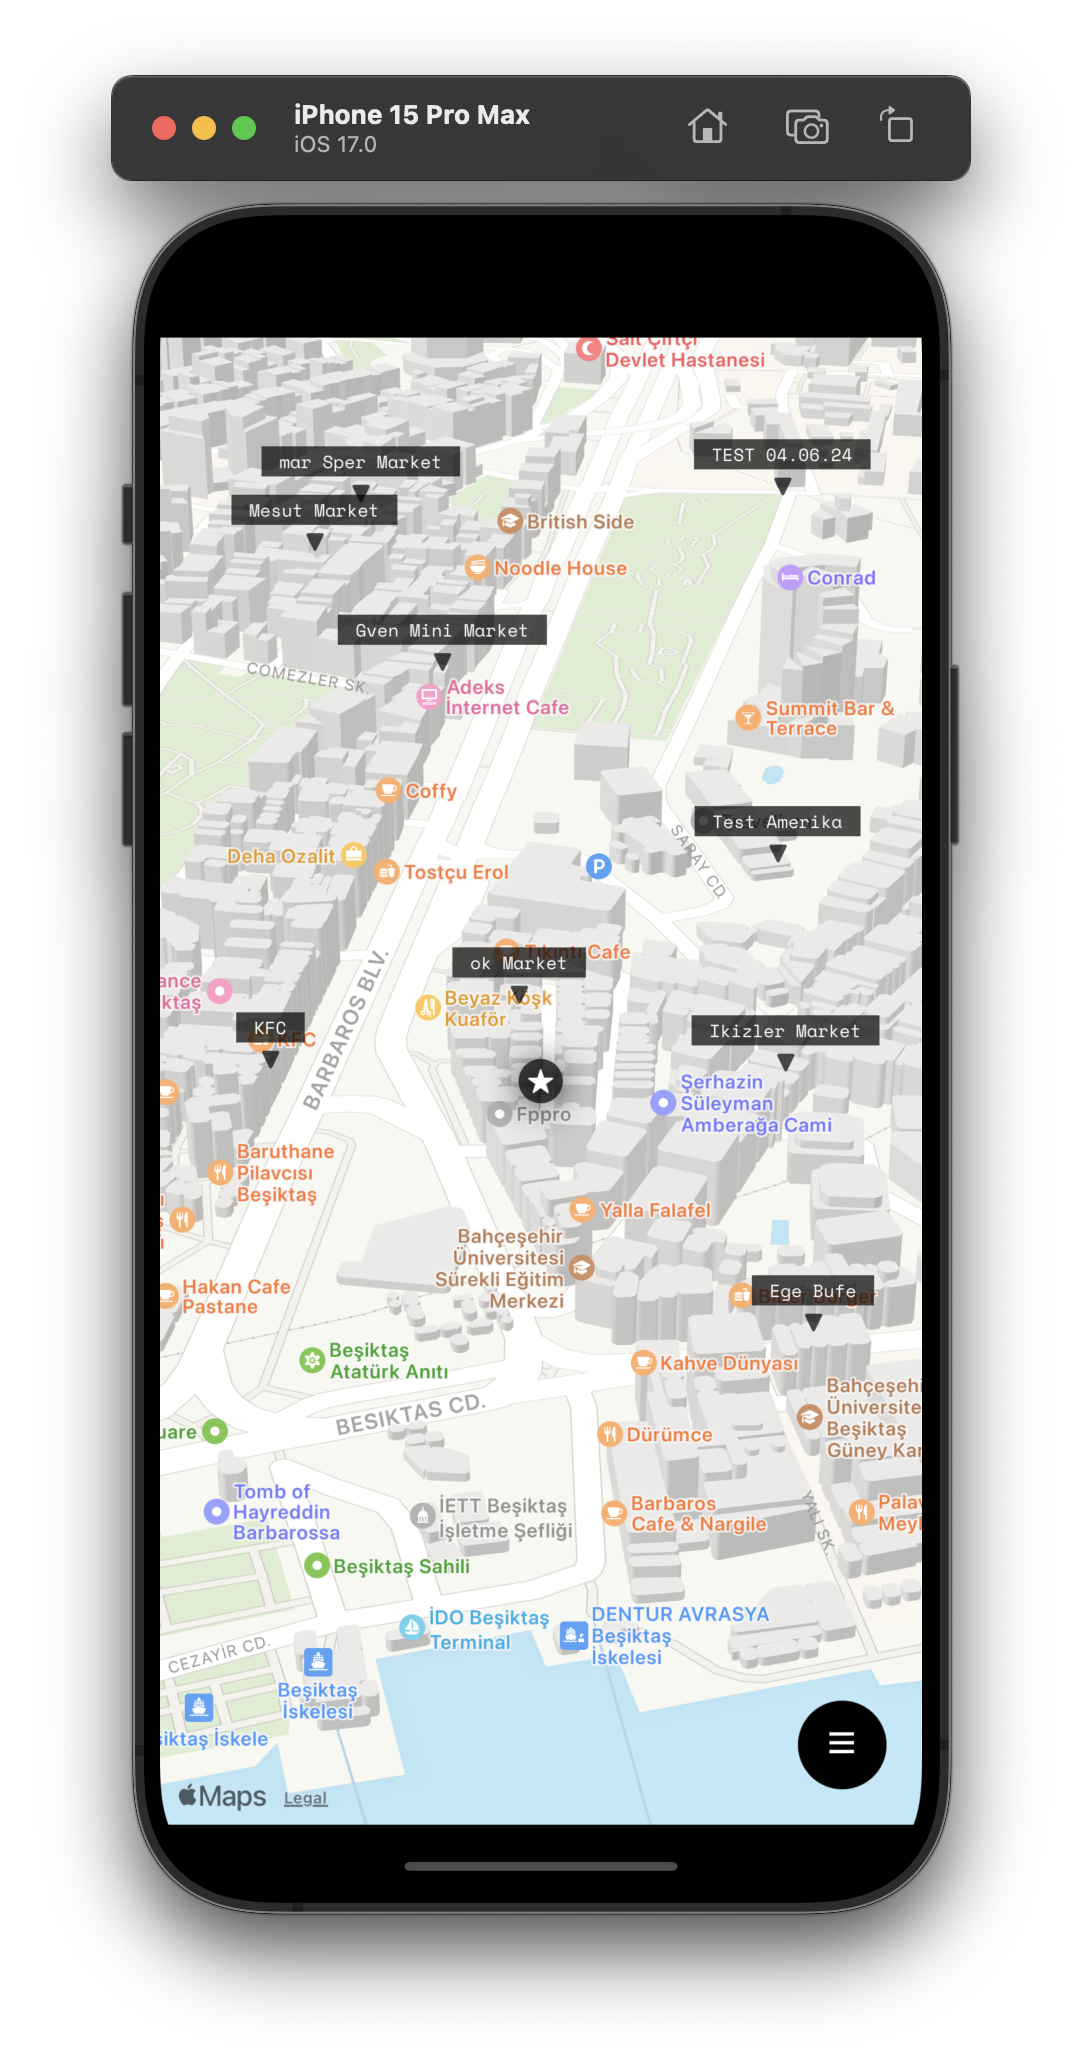 iPhone 15 Pro Max
iOS 17.0
Sait Çiftçi
Devlet Hastanesi
mar Sper Market
TEST 04.06.24
Mesut Market
British Side
Noodle House
Conrad
Gven Mini Market
COMEZLER SK.
Adeks
İnternet Cafe
Summit Bar &
Terrace
Coffy
Test Amerika
SARAY CD.
Deha Ozalit
Tostçu Erol
P
Tıkıntı Cafe
ok Market
BARBAROS BLV.
ance
ktaş
Beyaz Köşk
Kuaför
KFC
KFC
Ikizler Market
Şerhazin
Süleyman
Amberağa Cami
Fppro
Baruthane
Pilavcısı
Beşiktaş
ı
ş
ı
Yalla Falafel
Bahçeşehir
Üniversitesi
Sürekli Eğitim
Merkezi
Hakan Cafe
Pastane
Ege Bufe
Burger
Beşiktaş
Atatürk Anıtı
Kahve Dünyası
Bahçeşehi
Üniversite
Beşiktaş
Güney Kar
BESIKTAS CD.
uare
Dürümce
Tomb of
Hayreddin
Barbarossa
İETT Beşiktaş
İşletme Şefliği
Barbaros
Cafe & Nargile
YALI SK.
Palav
Meyl
Beşiktaş Sahili
İDO Beşiktaş
Terminal
DENTUR AVRASYA
Beşiktaş
İskelesi
CEZAYİR CD.
Beşiktaş
İskelesi
şiktaş İskele
Maps
Legal